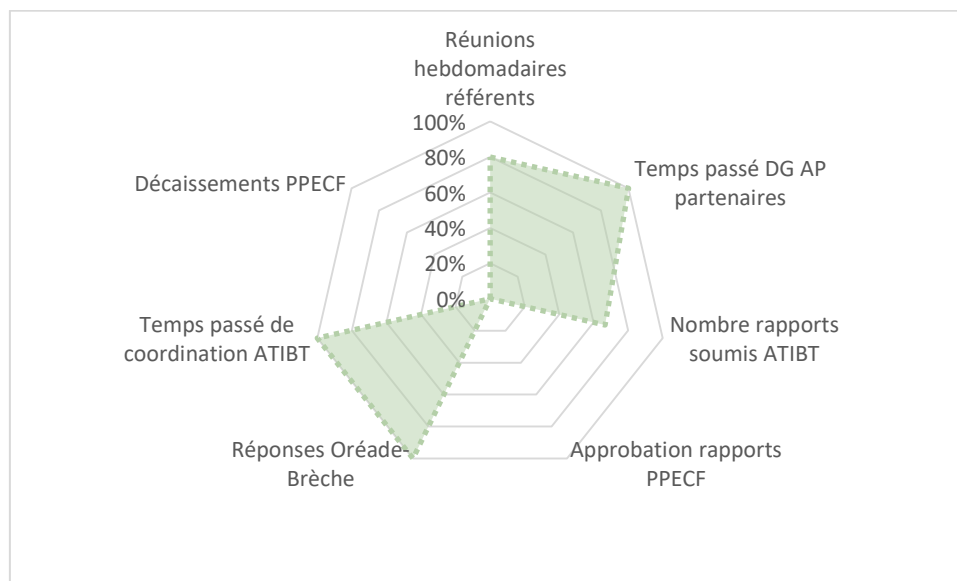 Réunions
hebdomadaires
référents
100%
80%
60%
40%
20%
0%
Temps passé DG AP
partenaires
Nombre rapports
soumis ATIBT
Approbation rapports
PPECF
Réponses Oréade-
Brèche
Temps passé de
coordination ATIBT
Décaissements PPECF